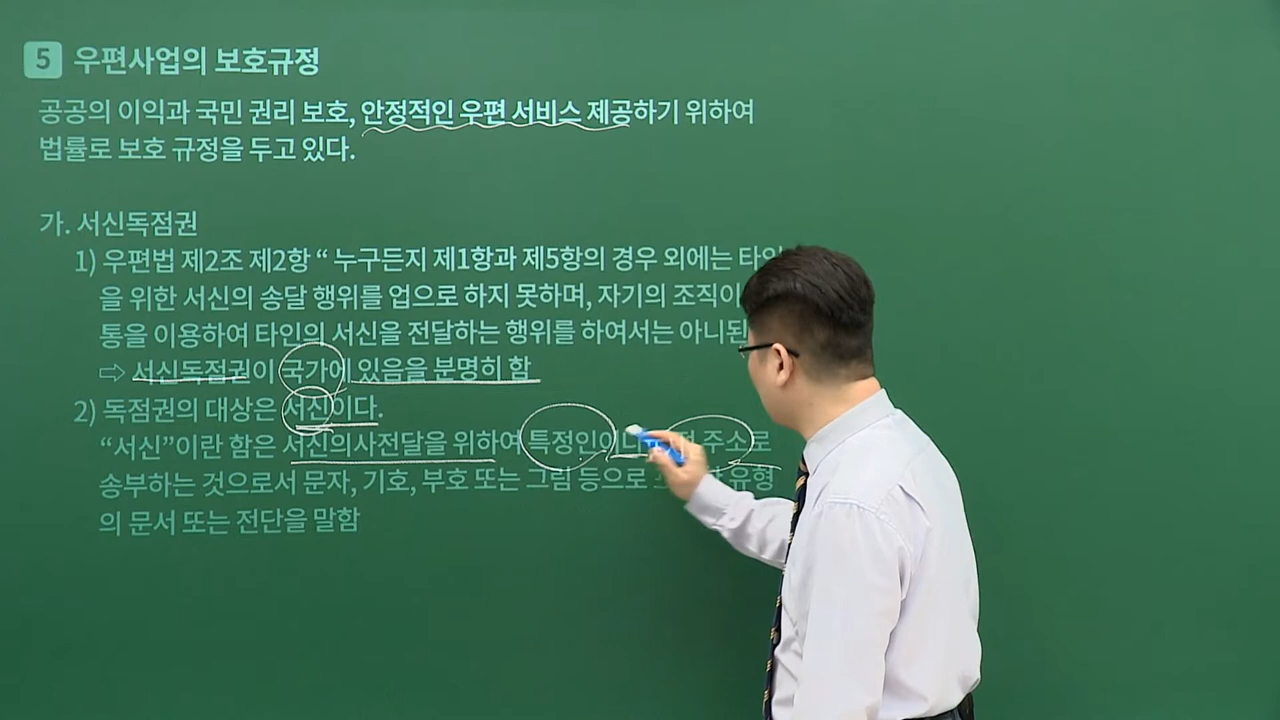 5 우편사업의 보호규정
공공의 이익과 국민 권리 보호, 안정적인 우편 서비스 제공하기 위하여
법률로 보호 규정을 두고 있다.
가. 서신독점권
1) 우편법 제2조 제2항 “ 누구든지 제1항과 제5항의 경우 외에는
을 위한 서신의 송달 행위를 업으로 하지 못하며, 자기의 조직이
통을 이용하여 타인의 서신을 전달하는 행위를 하여서는 아니된
⇨ 서신독점권이 국가에 있음을 분명히 함
2) 독점권의 대상은 서신이다.
“서신”이란 함은 서신의사전달을 위하여 특정인이나 주소로
송부하는 것으로서 문자, 기호, 부호 또는 그림 등으로 유형
의 문서 또는 전단을 말함